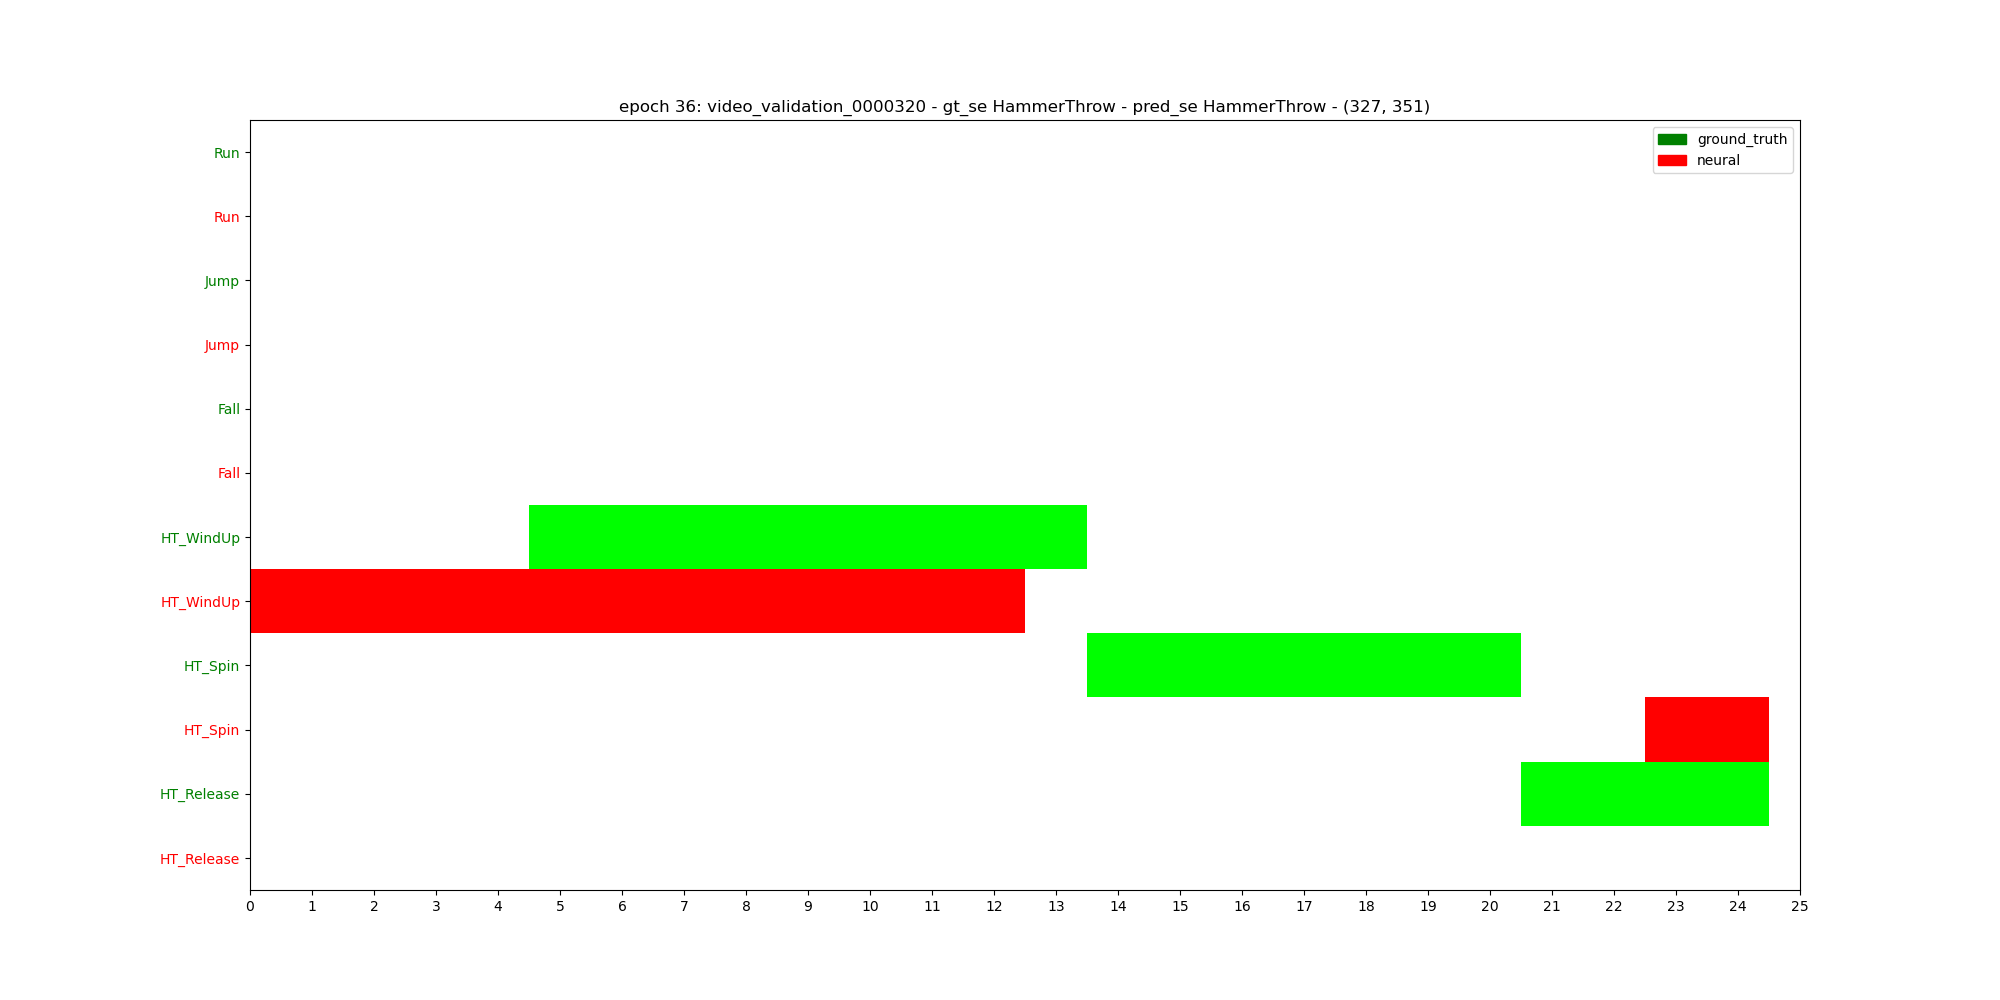 epoch 36: video_validation_0000320 - gt_se HammerThrow - pred_se HammerThrow - (327, 351)
ground_truth
neural
Run
Run
Jump
Jump
Fall
Fall
HT_WindUp
HT_WindUp
HT_Spin
HT_Spin
HT_Release
HT_Release
0 1 2 3 4 5 6 7 8 9 10 11 12 13 14 15 16 17 18 19 20 21 22 23 24 25